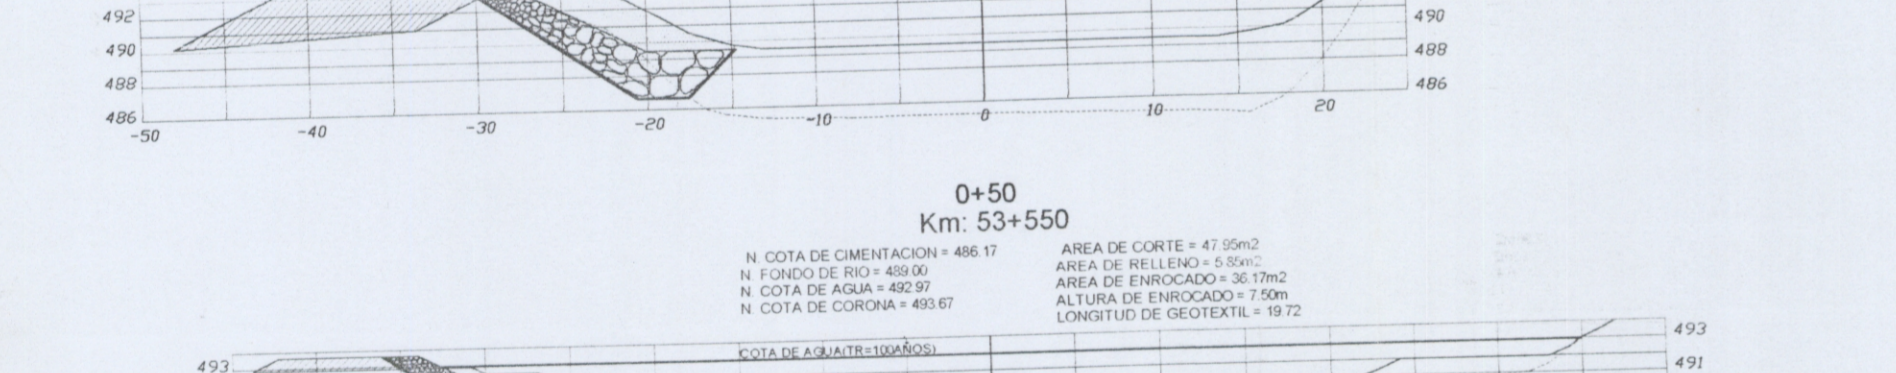 492
490
488
486
490
488
486
-50
-40
-30
-20
-10
0
10
20
0+50
Km: 53+550
N. COTA DE CIMENTACION = 486.17
N. FONDO DE RIO = 489.00
N. COTA DE AGUA = 492.97
N. COTA DE CORONA = 493.67
AREA DE CORTE = 47.95m2
AREA DE RELLENO = 5.85m2
AREA DE ENROCADO = 36.17m2
ALTURA DE ENROCADO = 7.50m
LONGITUD DE GEOTEXTIL = 19.72
COTA DE AGUA(TR=100AÑOS)
493
493
491